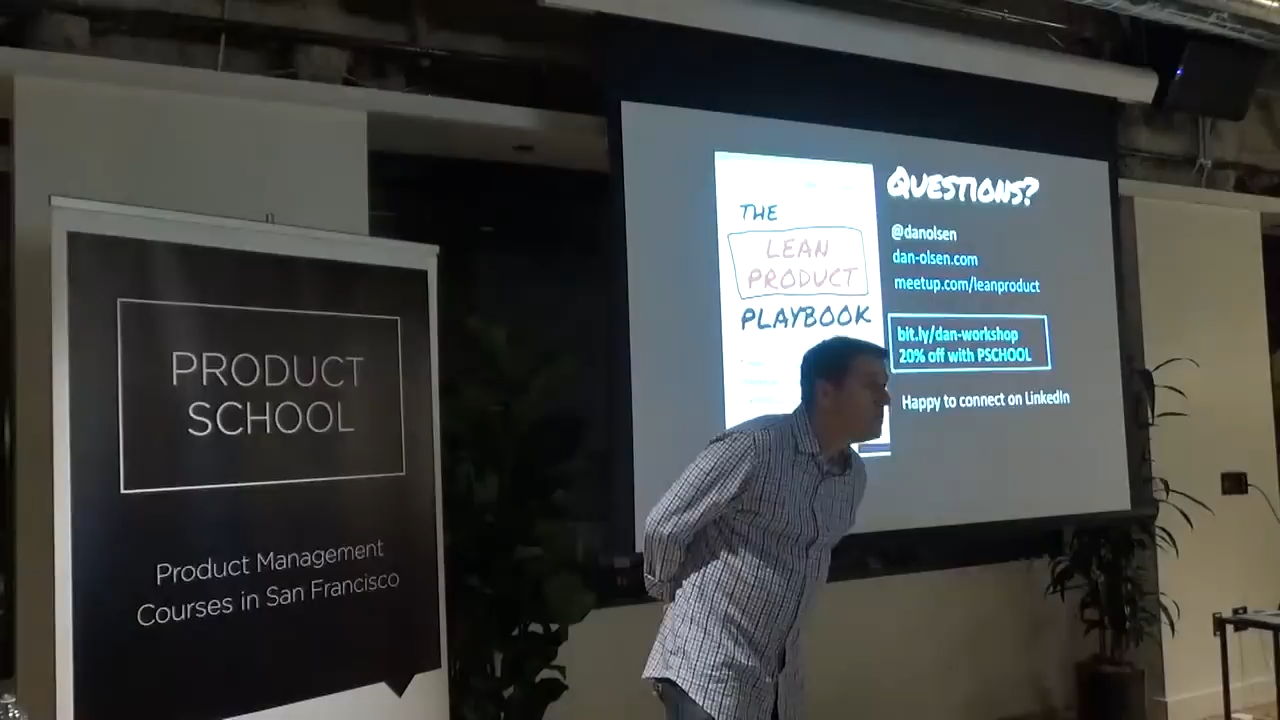 PRODUCT
SCHOOL
Product Management
Courses in San Francisco
THE
LEAN
PRODUCT
PLAYBOOK
QUESTIONS?
@danolsen
dan-olsen.com
meetup.com/leanproduct
bit.ly/dan-workshop
20% off with PSCHOOL
Happy to connect on LinkedIn